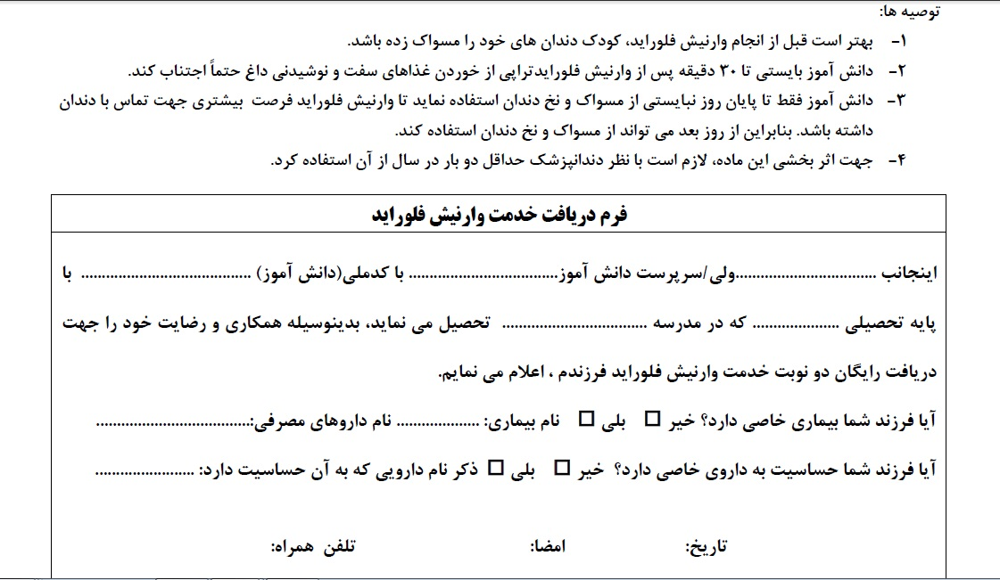 توصیه ها:
۱- بهتر است قبل از انجام وارنیش فلوراید، کودک دندان های خود را مسواک زده باشد.
۲- دانش آموز بایستی تا ۳۰ دقیقه پس از وارنیش فلورایدتراپی از خوردن غذاهای سفت و نوشیدنی داغ حتماً اجتناب کند.
۳- دانش آموز فقط تا پایان روز نبایستی از مسواک و نخ دندان استفاده نماید تا وارنیش فلوراید فرصت بیشتری جهت تماس با دندان
داشته باشد. بنابراین از روز بعد می تواند از مسواک و نخ دندان استفاده کند.
۴- جهت اثر بخشی این ماده، لازم است با نظر دندانپزشک حداقل دو بار در سال از آن استفاده کرد.
فرم دریافت خدمت وارنیش فلوراید
اینجانب ..................................ولی/سرپرست دانش آموز.................................... با کدملی(دانش آموز) ......................................... با
پایه تحصیلی ..................... که در مدرسه ................................... تحصیل می نماید، بدینوسیله همکاری و رضایت خود را جهت
دریافت رایگان دو نوبت خدمت وارنیش فلوراید فرزندم ، اعلام می نمایم.
آیا فرزند شما بیماری خاصی دارد؟ خیر □ بلی □ نام بیماری: .................... نام داروهای مصرفی:.....................................
آیا فرزند شما حساسیت به داروی خاصی دارد؟ خیر □ بلی □ ذکر نام دارویی که به آن حساسیت دارد: ........................
تاریخ: امضا: تلفن همراه: